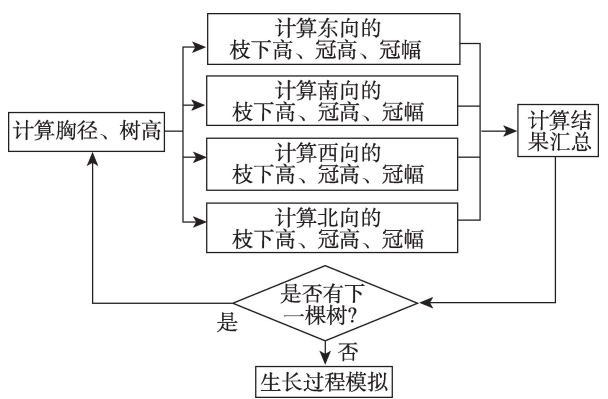 计算东向的
枝下高、冠高、冠幅
计算南向的
枝下高、冠高、冠幅
计算胸径、树高
计算结
果汇总
计算西向的
枝下高、冠高、冠幅
计算北向的
枝下高、冠高、冠幅
是否有下
一棵树?
是
否
生长过程模拟